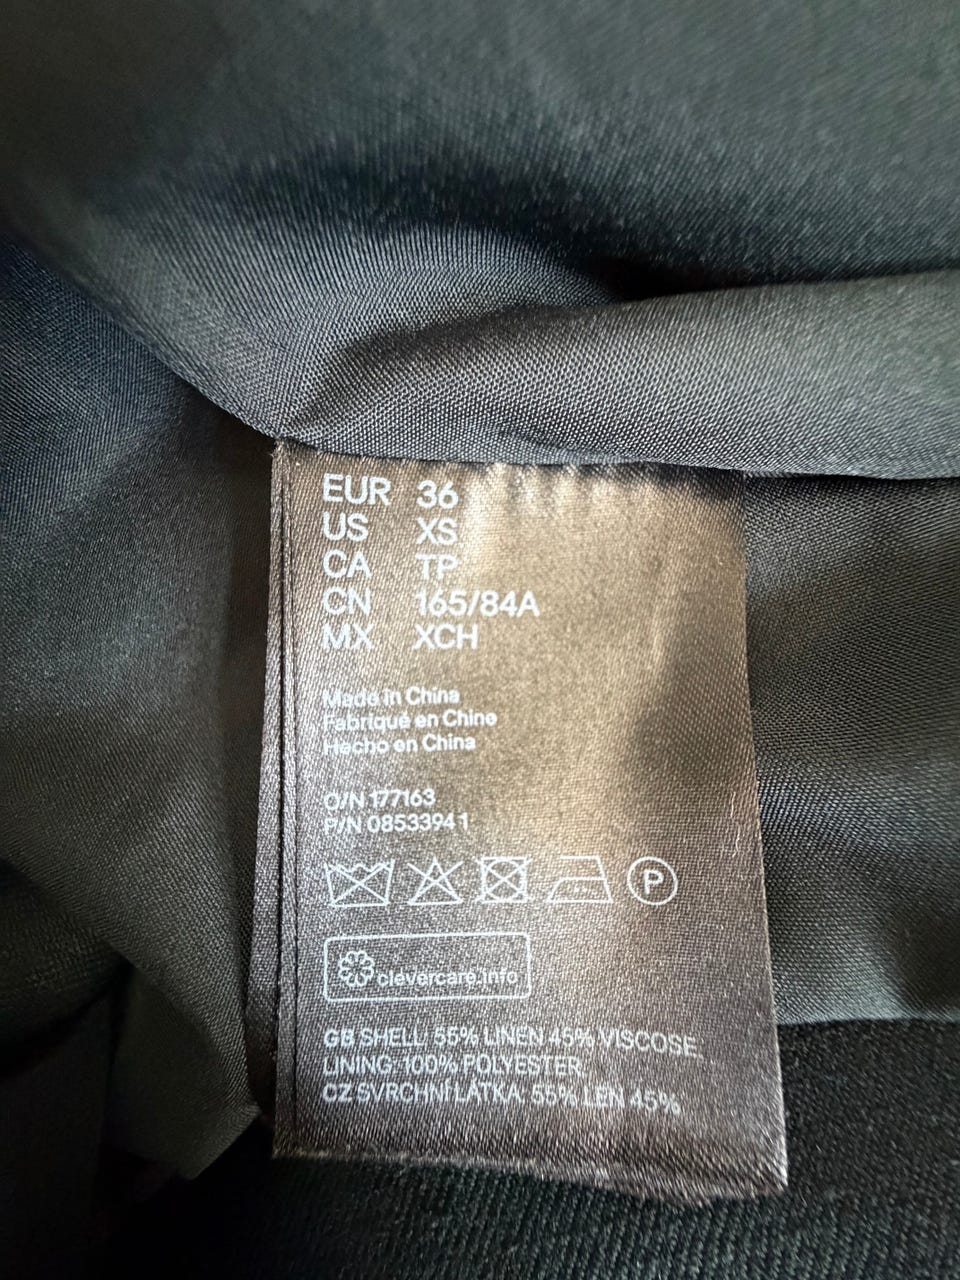 EUR 36
US XS
CA TP
CN 165/84A
MX XCH
Made in China
Fabriqué en Chine
Hecho en China
O/N 177163
P/N 0853394 1
P
clevercare.info
GB SHELL: 55% LINEN 45% VISCOSE
LINING: 100% POLYESTER
CZ SVRCHNÍ LÁTKA: 55% LEN 45%